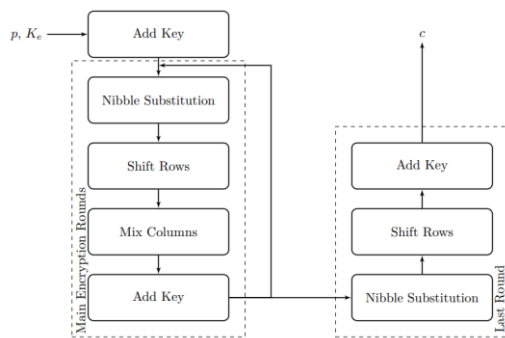 p, Kₑ
Add Key
Nibble Substitution
Shift Rows
Mix Columns
Add Key
Main Encryption Rounds
c
Add Key
Shift Rows
Nibble Substitution
Last Round